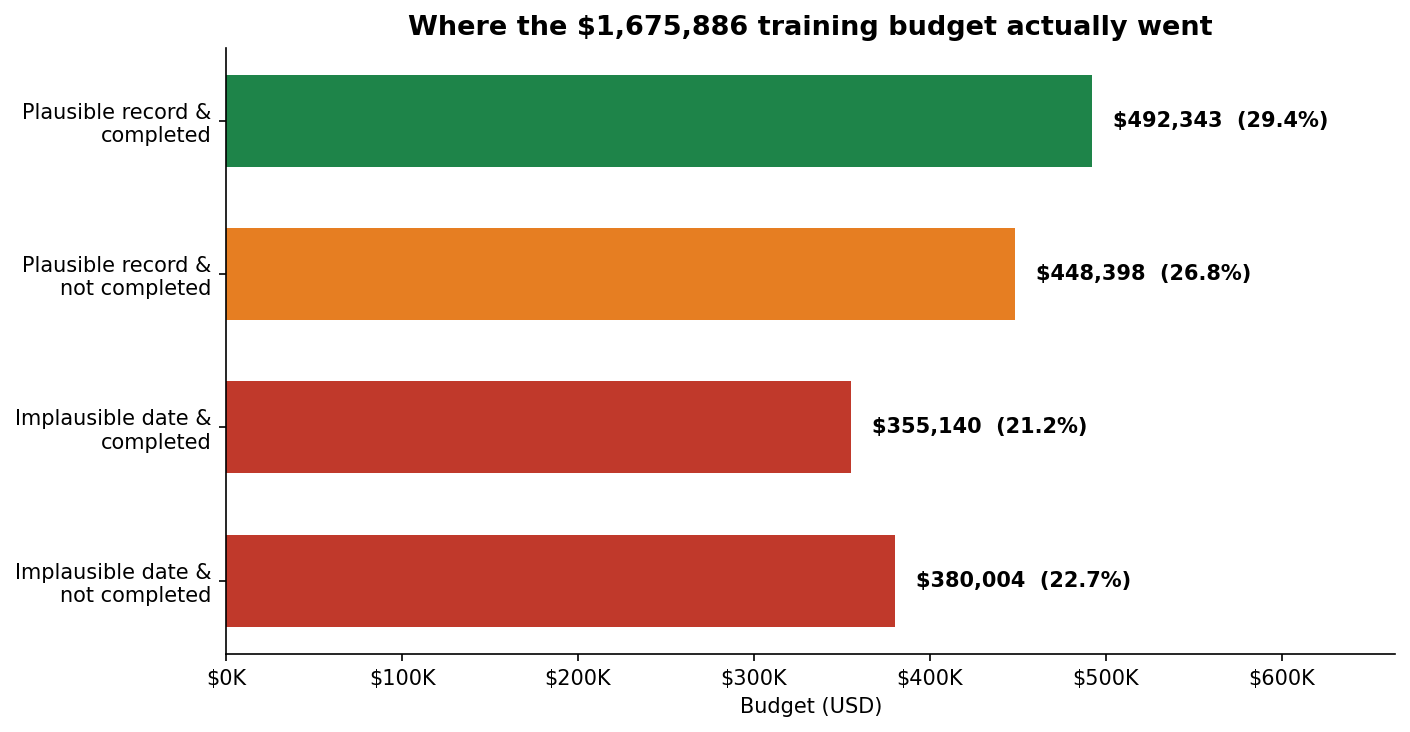 Where the $1,675,886 training budget actually went
Plausible record &
completed
$492,343 (29.4%)
Plausible record &
not completed
$448,398 (26.8%)
Implausible date &
completed
$355,140 (21.2%)
Implausible date &
not completed
$380,004 (22.7%)
$0K $100K $200K $300K $400K $500K $600K
Budget (USD)